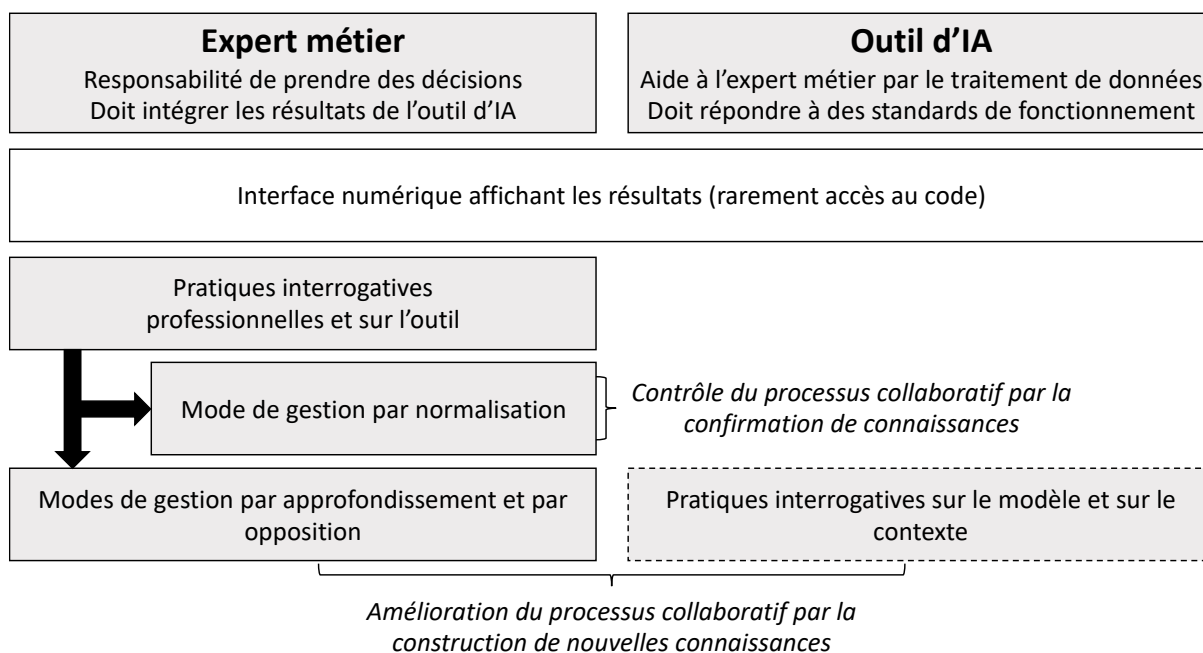 Expert métier
Responsabilité de prendre des décisions
Doit intégrer les résultats de l’outil d’IA
Outil d’IA
Aide à l’expert métier par le traitement de données
Doit répondre à des standards de fonctionnement
Interface numérique affichant les résultats (rarement accès au code)
Pratiques interrogatives
professionnelles et sur l’outil
Mode de gestion par normalisation
Contrôle du processus collaboratif par la
confirmation de connaissances
Modes de gestion par approfondissement et par
opposition
Pratiques interrogatives sur le modèle et sur le
contexte
Amélioration du processus collaboratif par la
construction de nouvelles connaissances